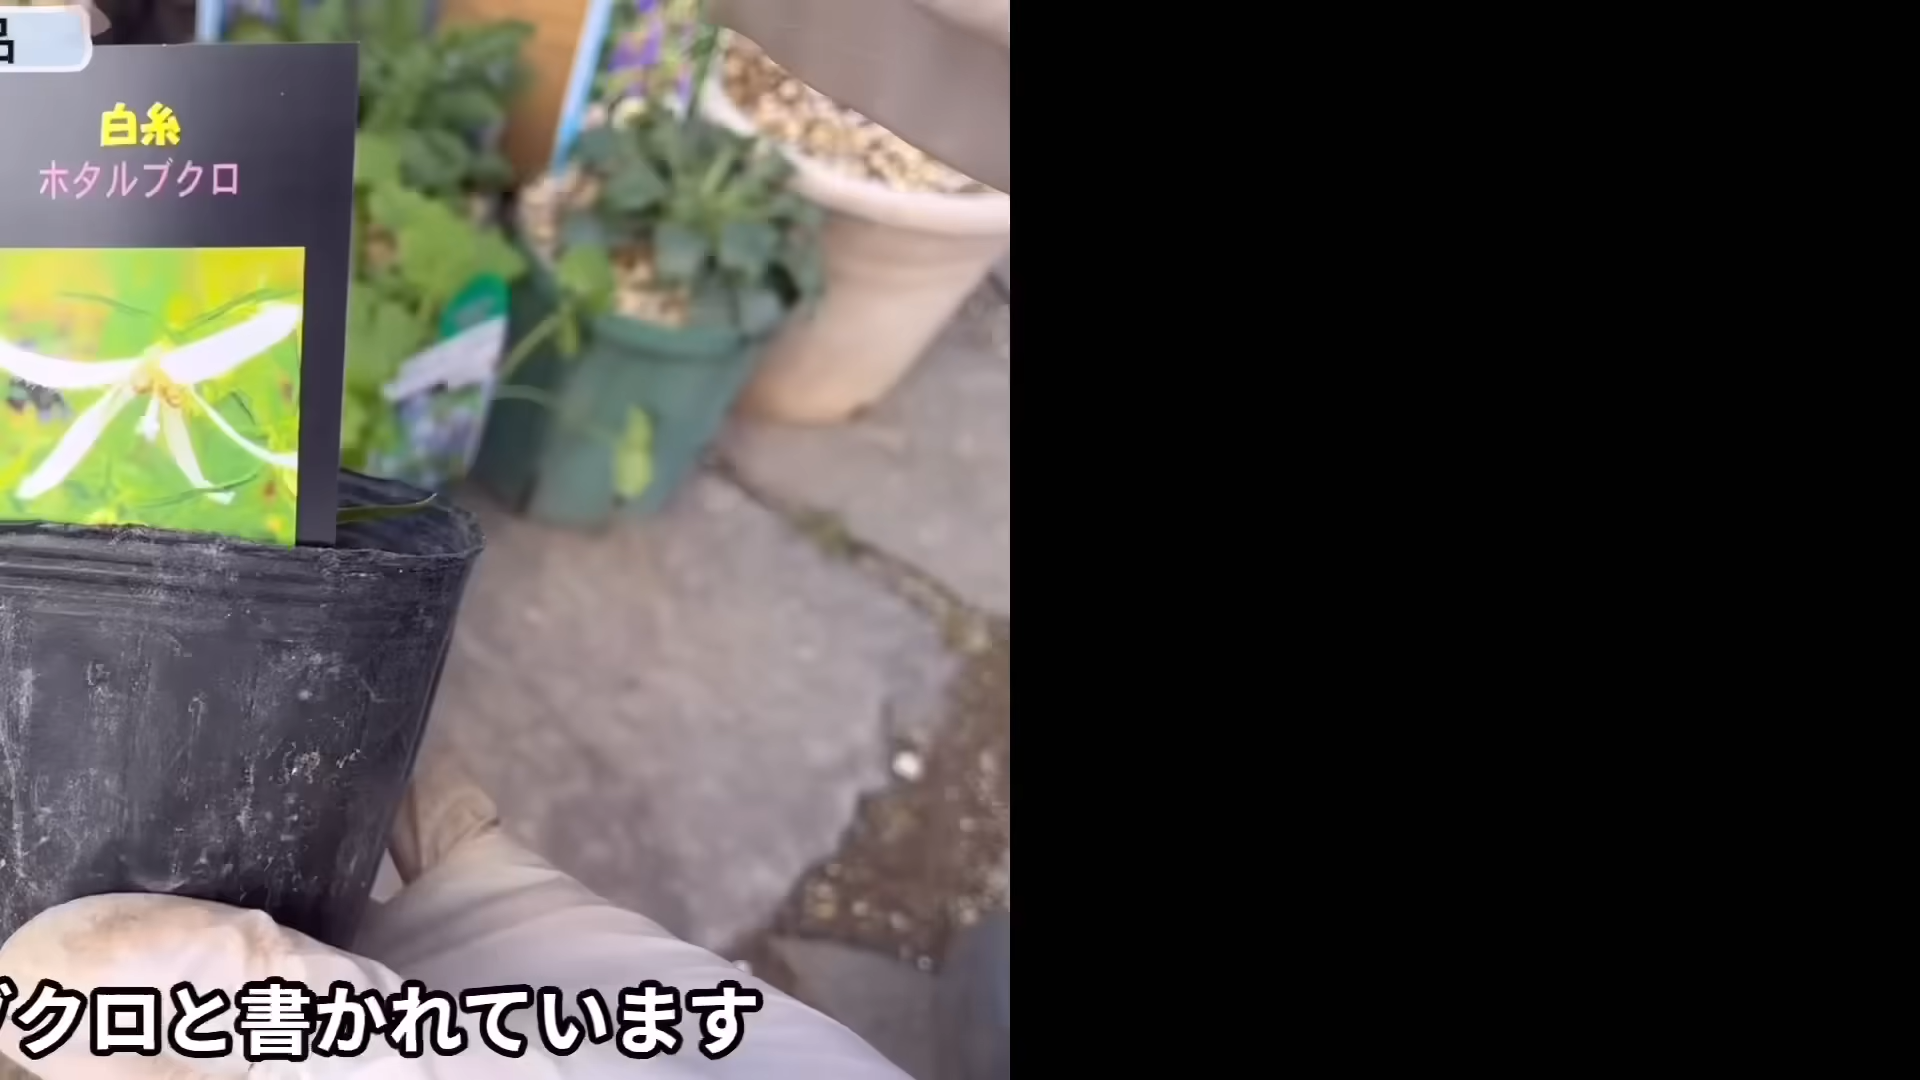 品
白糸
ホタルブクロ
ブクロと書かれています